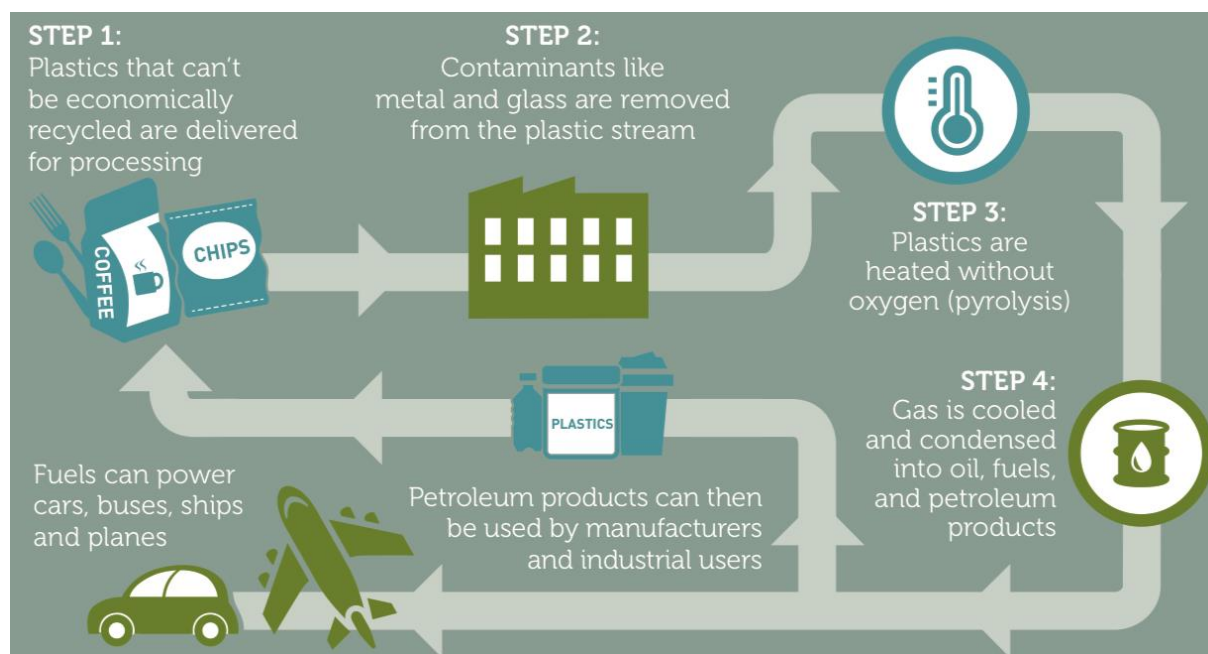 STEP 1:
Plastics that can't
be economically
recycled are delivered
for processing
COFFEE
CHIPS
STEP 2:
Contaminants like
metal and glass are removed
from the plastic stream
STEP 3:
Plastics are
heated without
oxygen (pyrolysis)
STEP 4:
Gas is cooled
and condensed
into oil, fuels,
and petroleum
products
PLASTICS
Petroleum products can then
be used by manufacturers
and industrial users
Fuels can power
cars, buses, ships
and planes